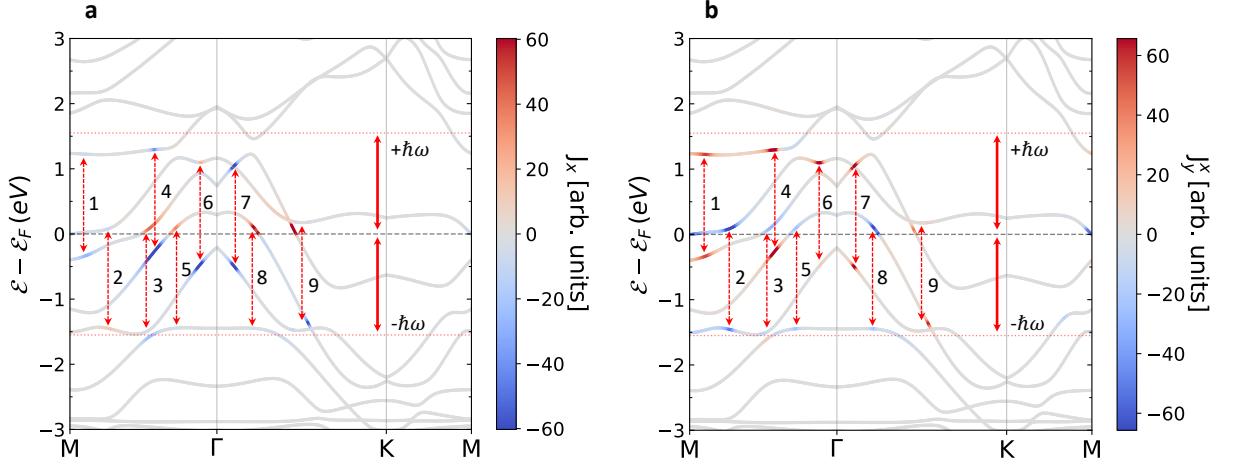 a
b
3
2
1
0
−1
−2
−3
ℰ − ℰF (eV)
M
Γ
K
M
1
2
3
4
5
6
7
8
9
+ℏω
-ℏω
60
40
20
0
−20
−40
−60
Jx [arb. units]
3
2
1
0
−1
−2
−3
ℰ − ℰF (eV)
M
Γ
K
M
1
2
3
4
5
6
7
8
9
+ℏω
-ℏω
60
40
20
0
−20
−40
−60
Jxy [arb. units]